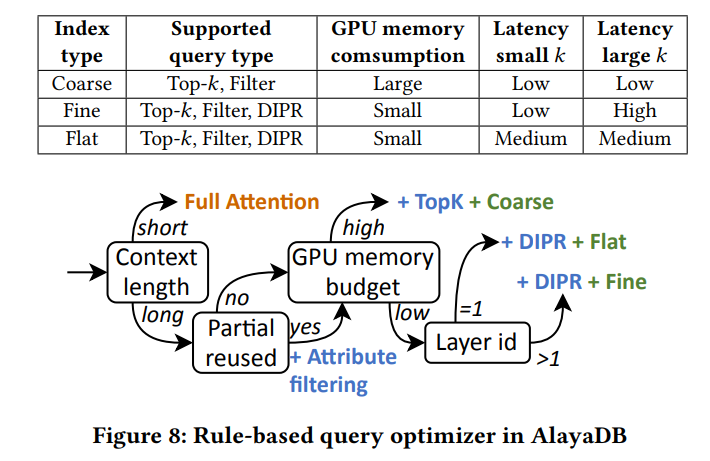 Index type | Supported query type | GPU memory comsumption | Latency small k | Latency large k
Coarse | Top-k, Filter | Large | Low | Low
Fine | Top-k, Filter, DIPR | Small | Low | High
Flat | Top-k, Filter, DIPR | Small | Medium | Medium
Full Attention
short
Context length
long
no
Partial reused
yes
+ Attribute filtering
GPU memory budget
high
+ TopK + Coarse
low
Layer id
=1
+ DIPR + Flat
>1
+ DIPR + Fine
Figure 8: Rule-based query optimizer in AlayaDB